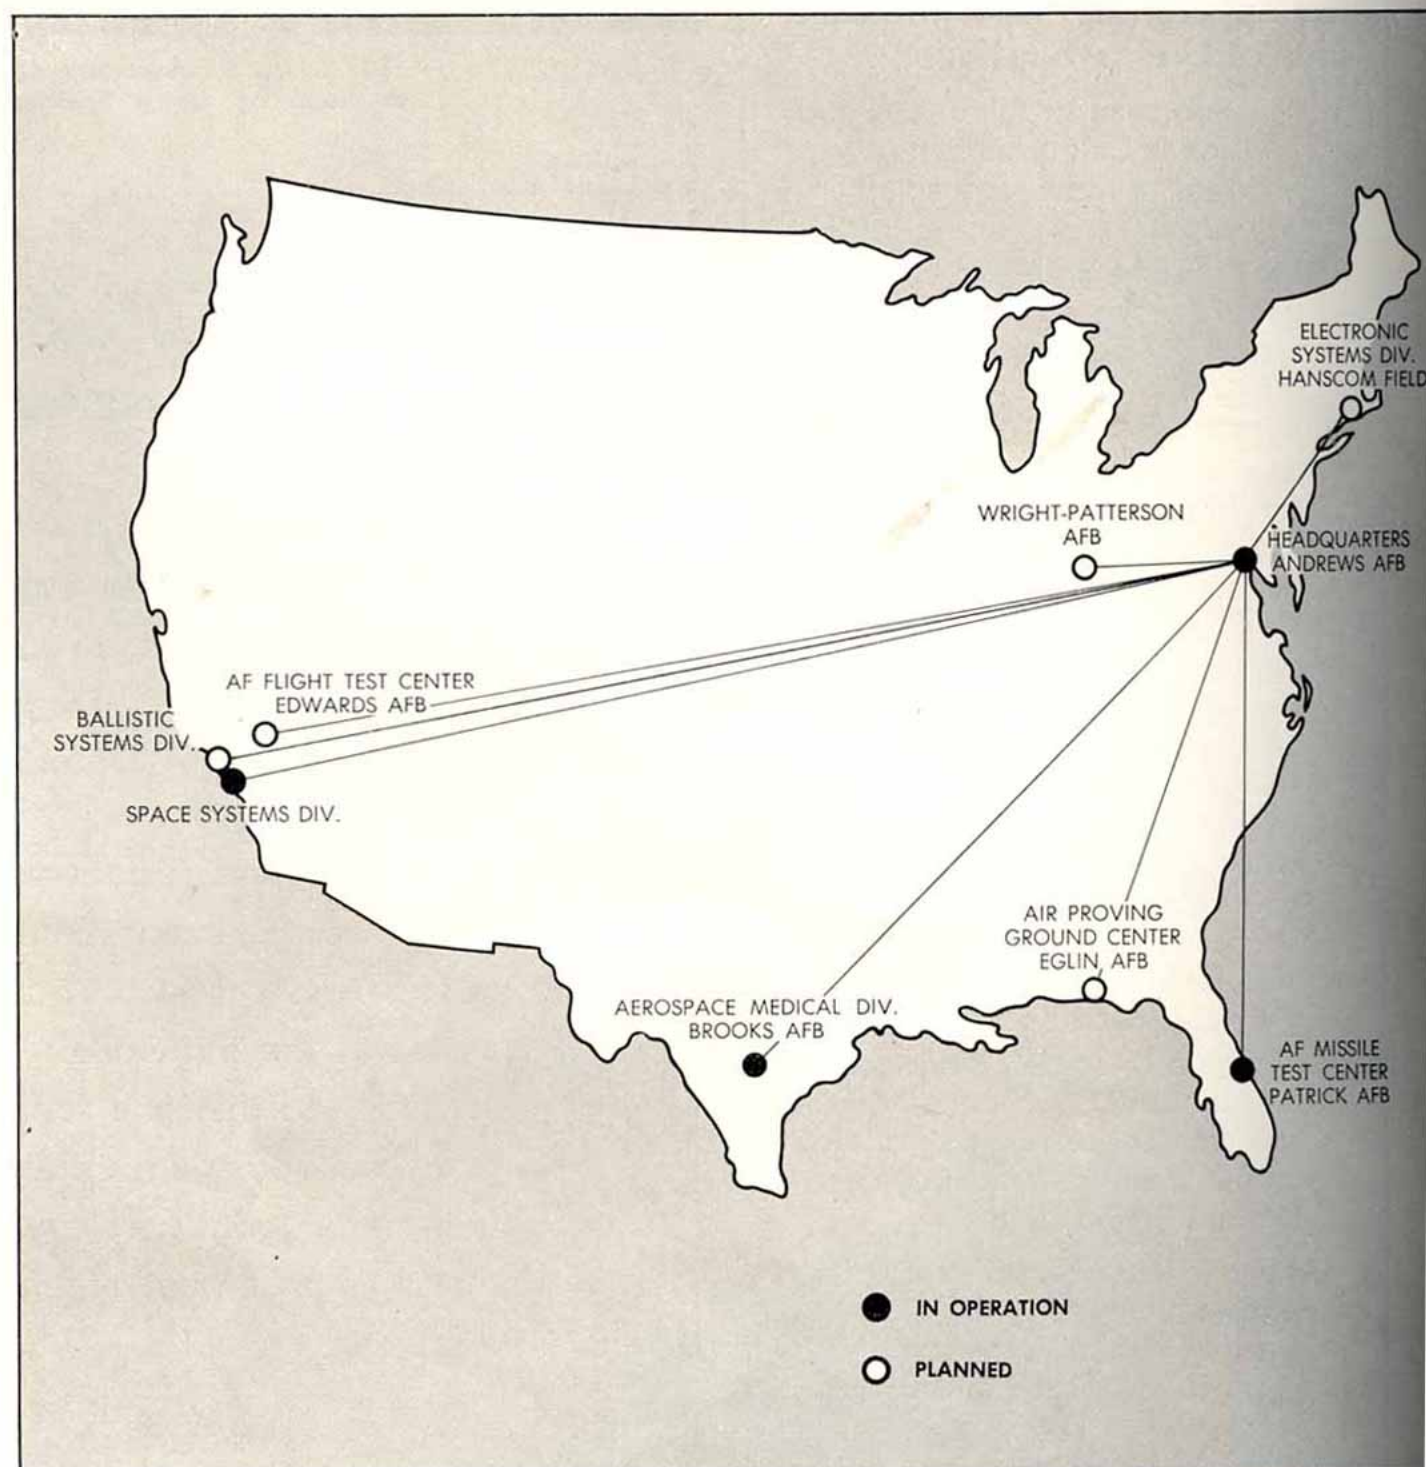 ELECTRONIC
SYSTEMS DIV.
HANSCOM FIELD
WRIGHT-PATTERSON
AFB
HEADQUARTERS
ANDREWS AFB
AF FLIGHT TEST CENTER
EDWARDS AFB
BALLISTIC
SYSTEMS DIV.
SPACE SYSTEMS DIV.
AIR PROVING
GROUND CENTER
EGLIN AFB
AEROSPACE MEDICAL DIV.
BROOKS AFB
AF MISSILE
TEST CENTER
PATRICK AFB
IN OPERATION
PLANNED